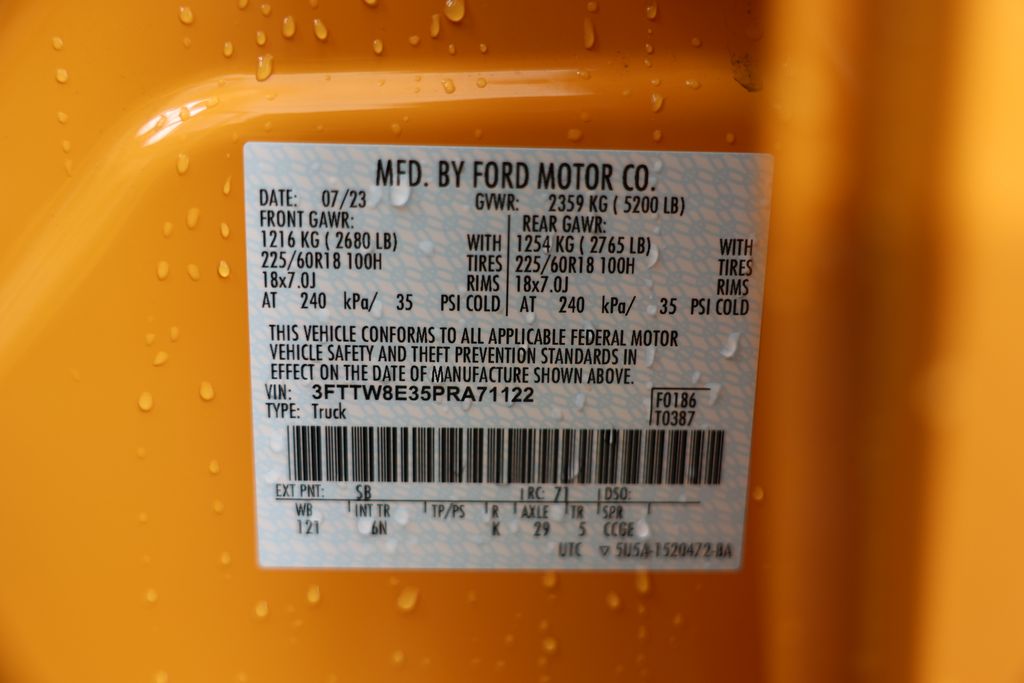 MFD. BY FORD MOTOR CO.
DATE: 07/23 GVWR: 2359 KG ( 5200 LB)
FRONT GAWR: REAR GAWR:
1216 KG ( 2680 LB) WITH 1254 KG ( 2765 LB) WITH
225/60R18 100H TIRES 225/60R18 100H TIRES
18x7.0J RIMS 18x7.0J RIMS
AT 240 kPa/ 35 PSI COLD AT 240 kPa/ 35 PSI COLD
THIS VEHICLE CONFORMS TO ALL APPLICABLE FEDERAL MOTOR
VEHICLE SAFETY AND THEFT PREVENTION STANDARDS IN
EFFECT ON THE DATE OF MANUFACTURE SHOWN ABOVE.
VIN: 3FTTW8E35PRA71122 F0186
TYPE: Truck T0387
EXT PNT: SB RC: 71 DSO:
WB INT TR TP/PS R AXLE TR SPR
121 6N K 29 5 CCGE
UTC ▽ 5U5A-1520472-BA